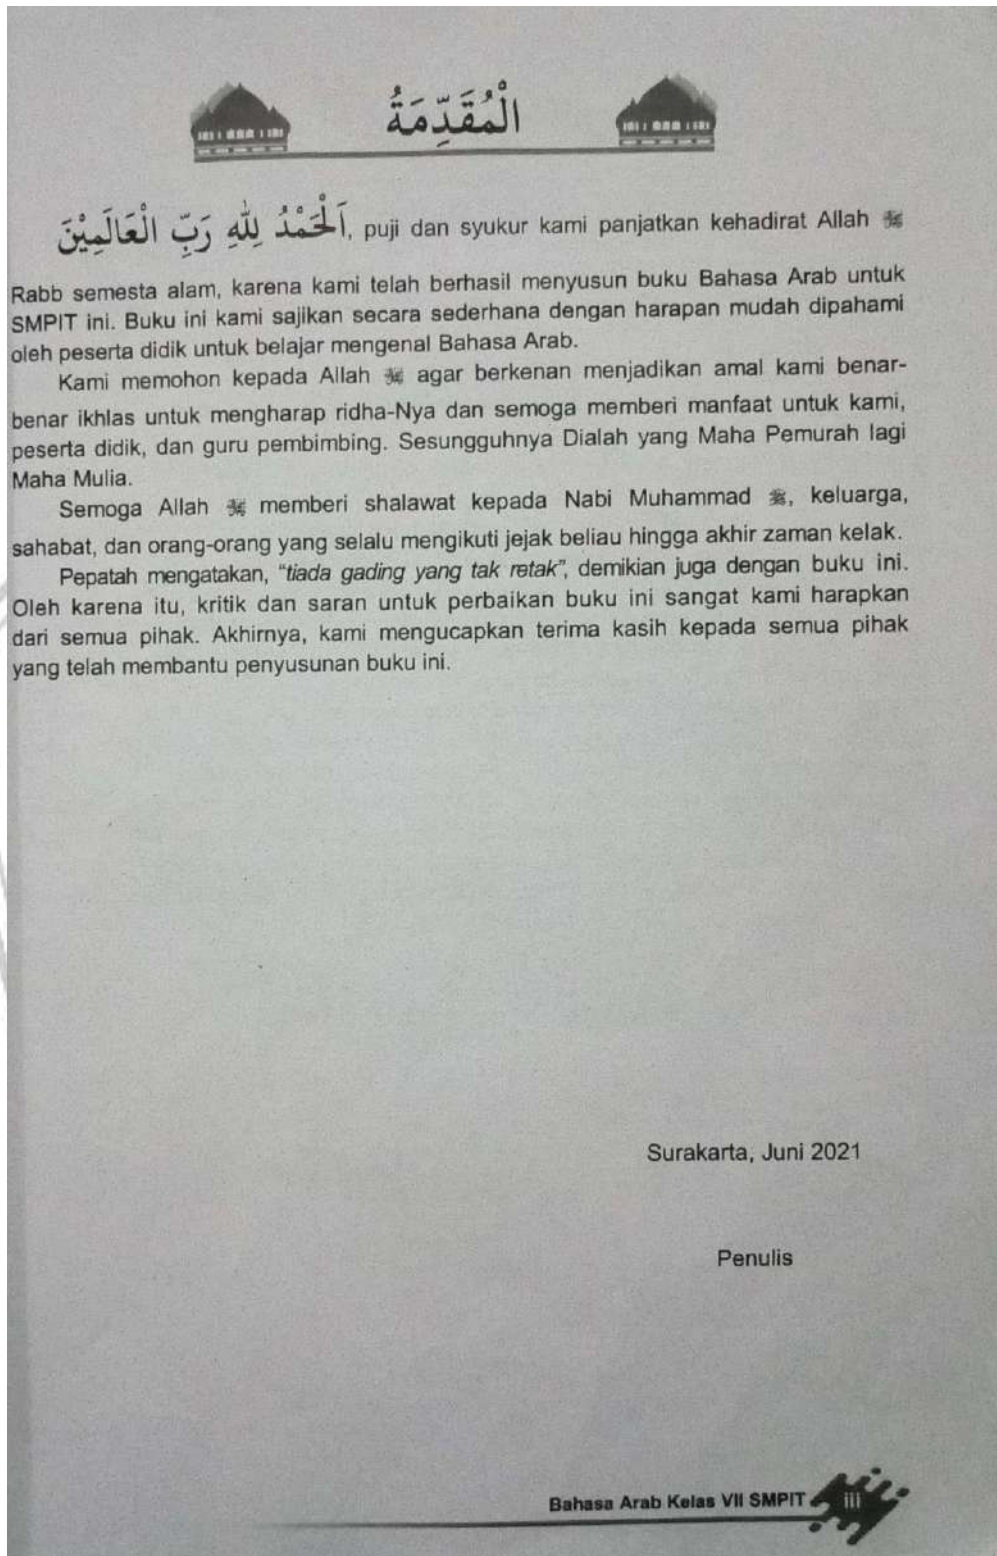 الْمُقَدِّمَةُ
اَلْحَمْدُ لِلّٰهِ رَبِّ الْعَالَمِيْنَ, puji dan syukur kami panjatkan kehadirat Allah
Rabb semesta alam, karena kami telah berhasil menyusun buku Bahasa Arab untuk
SMPIT ini. Buku ini kami sajikan secara sederhana dengan harapan mudah dipahami
oleh peserta didik untuk belajar mengenal Bahasa Arab.
Kami memohon kepada Allah agar berkenan menjadikan amal kami benar-
benar ikhlas untuk mengharap ridha-Nya dan semoga memberi manfaat untuk kami,
peserta didik, dan guru pembimbing. Sesungguhnya Dialah yang Maha Pemurah lagi
Maha Mulia.
Semoga Allah memberi shalawat kepada Nabi Muhammad ﷺ, keluarga,
sahabat, dan orang-orang yang selalu mengikuti jejak beliau hingga akhir zaman kelak.
Pepatah mengatakan, "tiada gading yang tak retak", demikian juga dengan buku ini.
Oleh karena itu, kritik dan saran untuk perbaikan buku ini sangat kami harapkan
dari semua pihak. Akhirnya, kami mengucapkan terima kasih kepada semua pihak
yang telah membantu penyusunan buku ini.
Surakarta, Juni 2021
Penulis
Bahasa Arab Kelas VII SMPIT iii